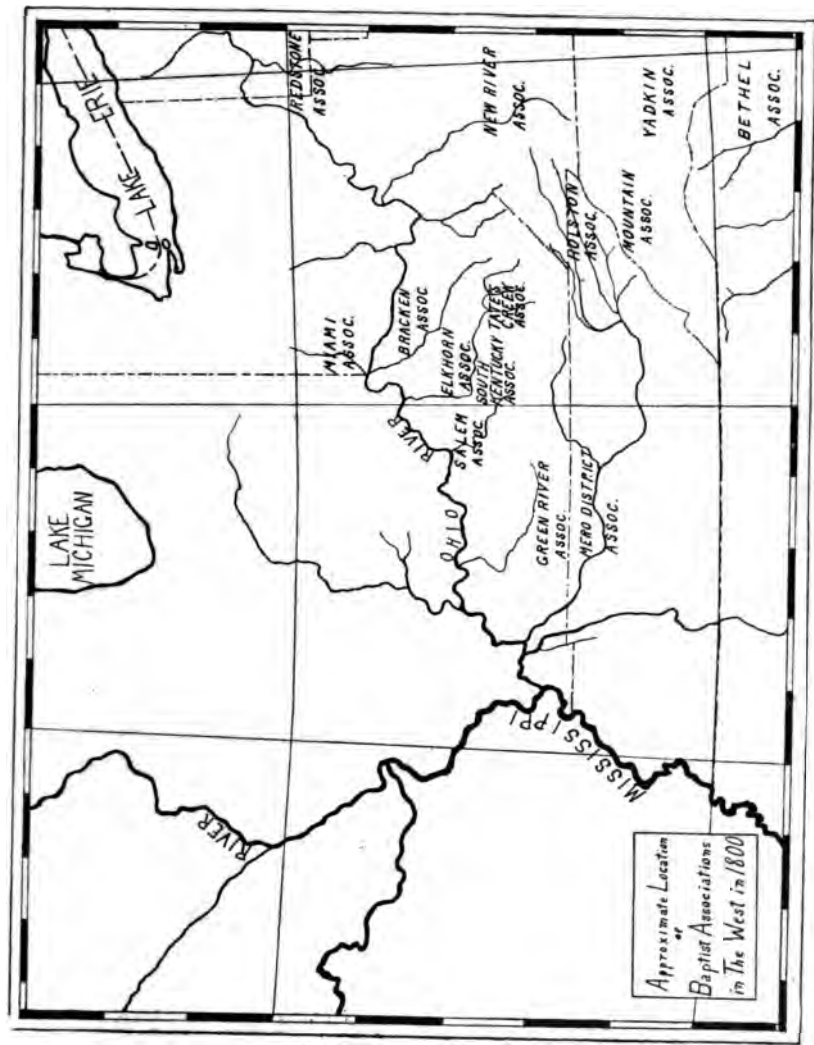 LAKE ERIE
LAKE
MICHIGAN
REDSTONE
ASSOC.
NEW RIVER
ASSOC.
YADKIN
ASSOC.
BETHEL
ASSOC.
HOLSTON
ASSOC.
MOUNTAIN
ASSOC.
MIAMI
ASSOC.
BRACKEN
ASSOC.
ELKHORN
ASSOC.
TATES
CREEK
ASSOC.
SOUTH
KENTUCKY
ASSOC.
SALEM
ASSOC
OHIO RIVER
GREEN RIVER
ASSOC.
MERO DISTRICT
ASSOC.
MISSISSIPPI
RIVER
Approximate Location
of
Baptist Associations
in The West in 1800